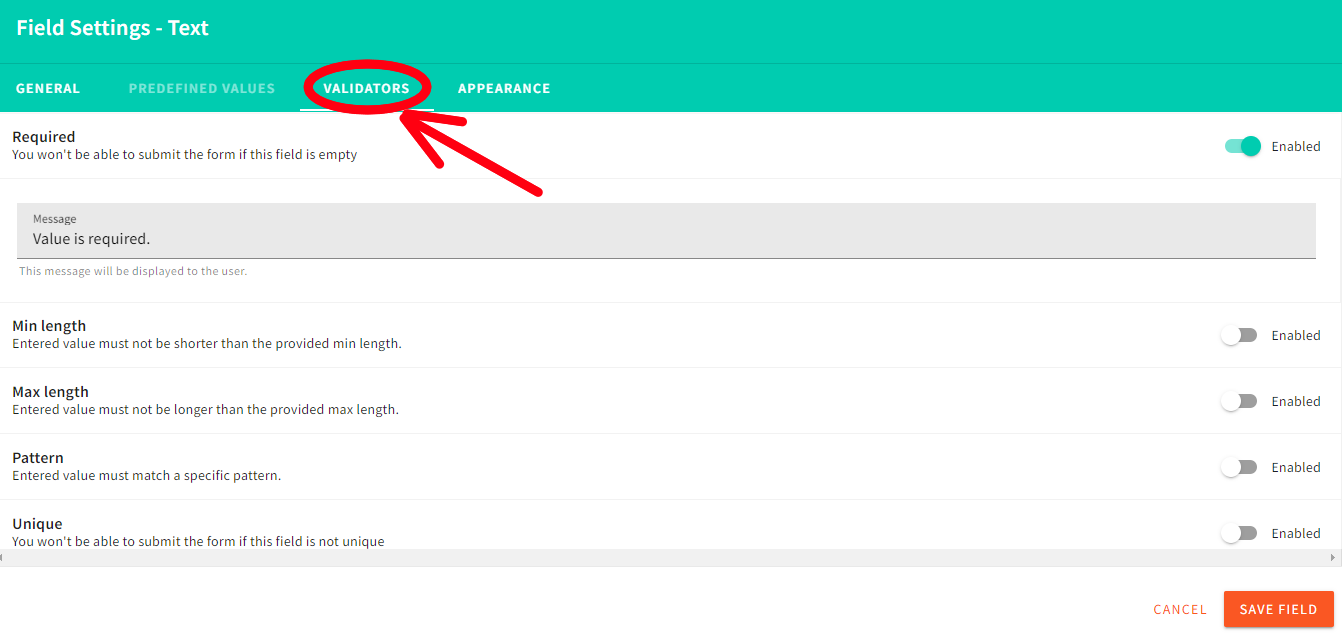 Field Settings - Text
GENERAL
PREDEFINED VALUES
VALIDATORS
APPEARANCE
Required
You won't be able to submit the form if this field is empty
Enabled
Message
Value is required.
This message will be displayed to the user.
Min length
Entered value must not be shorter than the provided min length.
Enabled
Max length
Entered value must not be longer than the provided max length.
Enabled
Pattern
Entered value must match a specific pattern.
Enabled
Unique
You won't be able to submit the form if this field is not unique
Enabled
CANCEL
SAVE FIELD